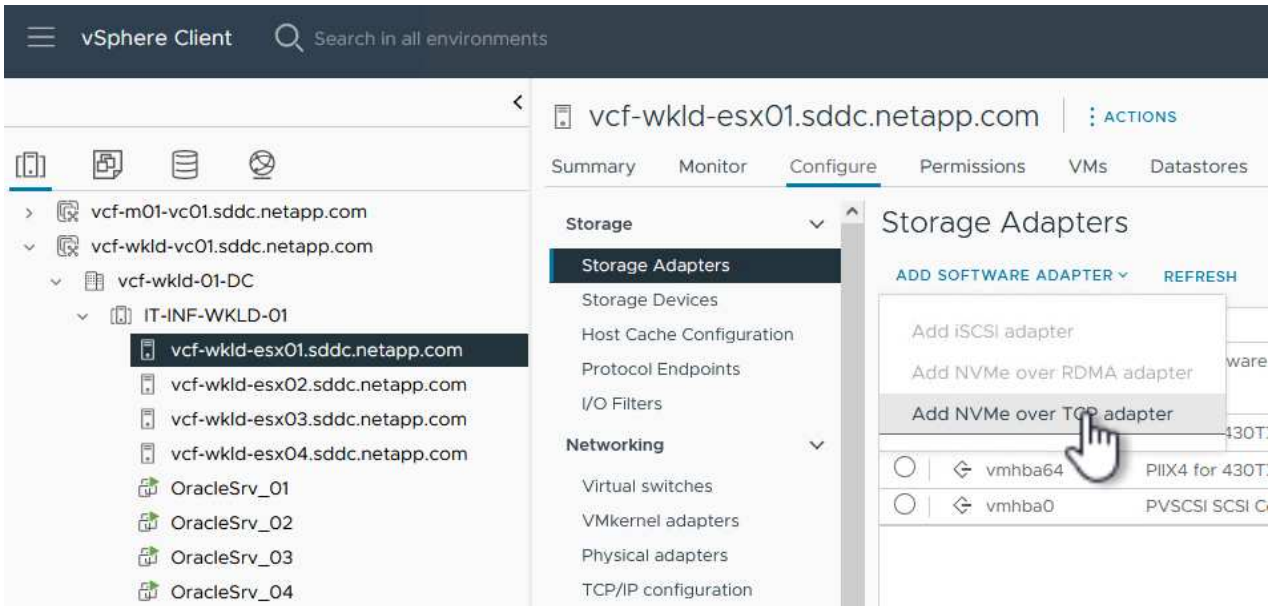 vSphere Client
Search in all environments
vcf-wkld-esx01.sddc.netapp.com
ACTIONS
Summary
Monitor
Configure
Permissions
VMs
Datastores
vcf-m01-vc01.sddc.netapp.com
vcf-wkld-vc01.sddc.netapp.com
vcf-wkld-01-DC
IT-INF-WKLD-01
vcf-wkld-esx01.sddc.netapp.com
vcf-wkld-esx02.sddc.netapp.com
vcf-wkld-esx03.sddc.netapp.com
vcf-wkld-esx04.sddc.netapp.com
OracleSrv_01
OracleSrv_02
OracleSrv_03
OracleSrv_04
Storage
Storage Adapters
Storage Devices
Host Cache Configuration
Protocol Endpoints
I/O Filters
Networking
Virtual switches
VMkernel adapters
Physical adapters
TCP/IP configuration
Storage Adapters
ADD SOFTWARE ADAPTER
REFRESH
Add iSCSI adapter
Add NVMe over RDMA adapter
Add NVMe over TCP adapter
ware
430T
vmhba64
PIIX4 for 430T
vmhba0
PVSCSI SCSI C